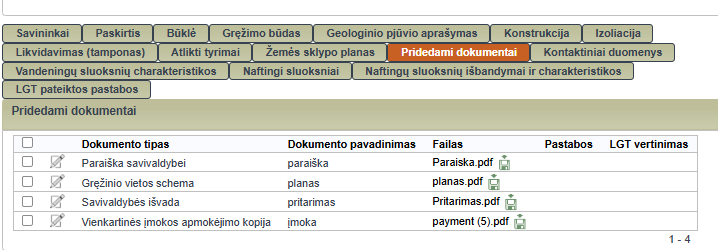 Savininkai Paskirtis Būklė Gręžimo būdas Geologinio pjūvio aprašymas Konstrukcija Izoliacija
Likvidavimas (tamponas) Atlikti tyrimai Žemės sklypo planas Pridedami dokumentai Kontaktiniai duomenys
Vandeningų sluoksnių charakteristikos Naftingi sluoksniai Naftingų sluoksnių išbandymai ir charakteristikos
LGT pateiktos pastabos
Pridedami dokumentai
Dokumento tipas Dokumento pavadinimas Failas Pastabos LGT vertinimas
Paraiška savivaldybei paraiška Paraiska.pdf
Gręžinio vietos schema planas planas.pdf
Savivaldybės išvada pritarimas Pritarimas.pdf
Vienkartinės įmokos apmokėjimo kopija įmoka payment (5).pdf
1 - 4